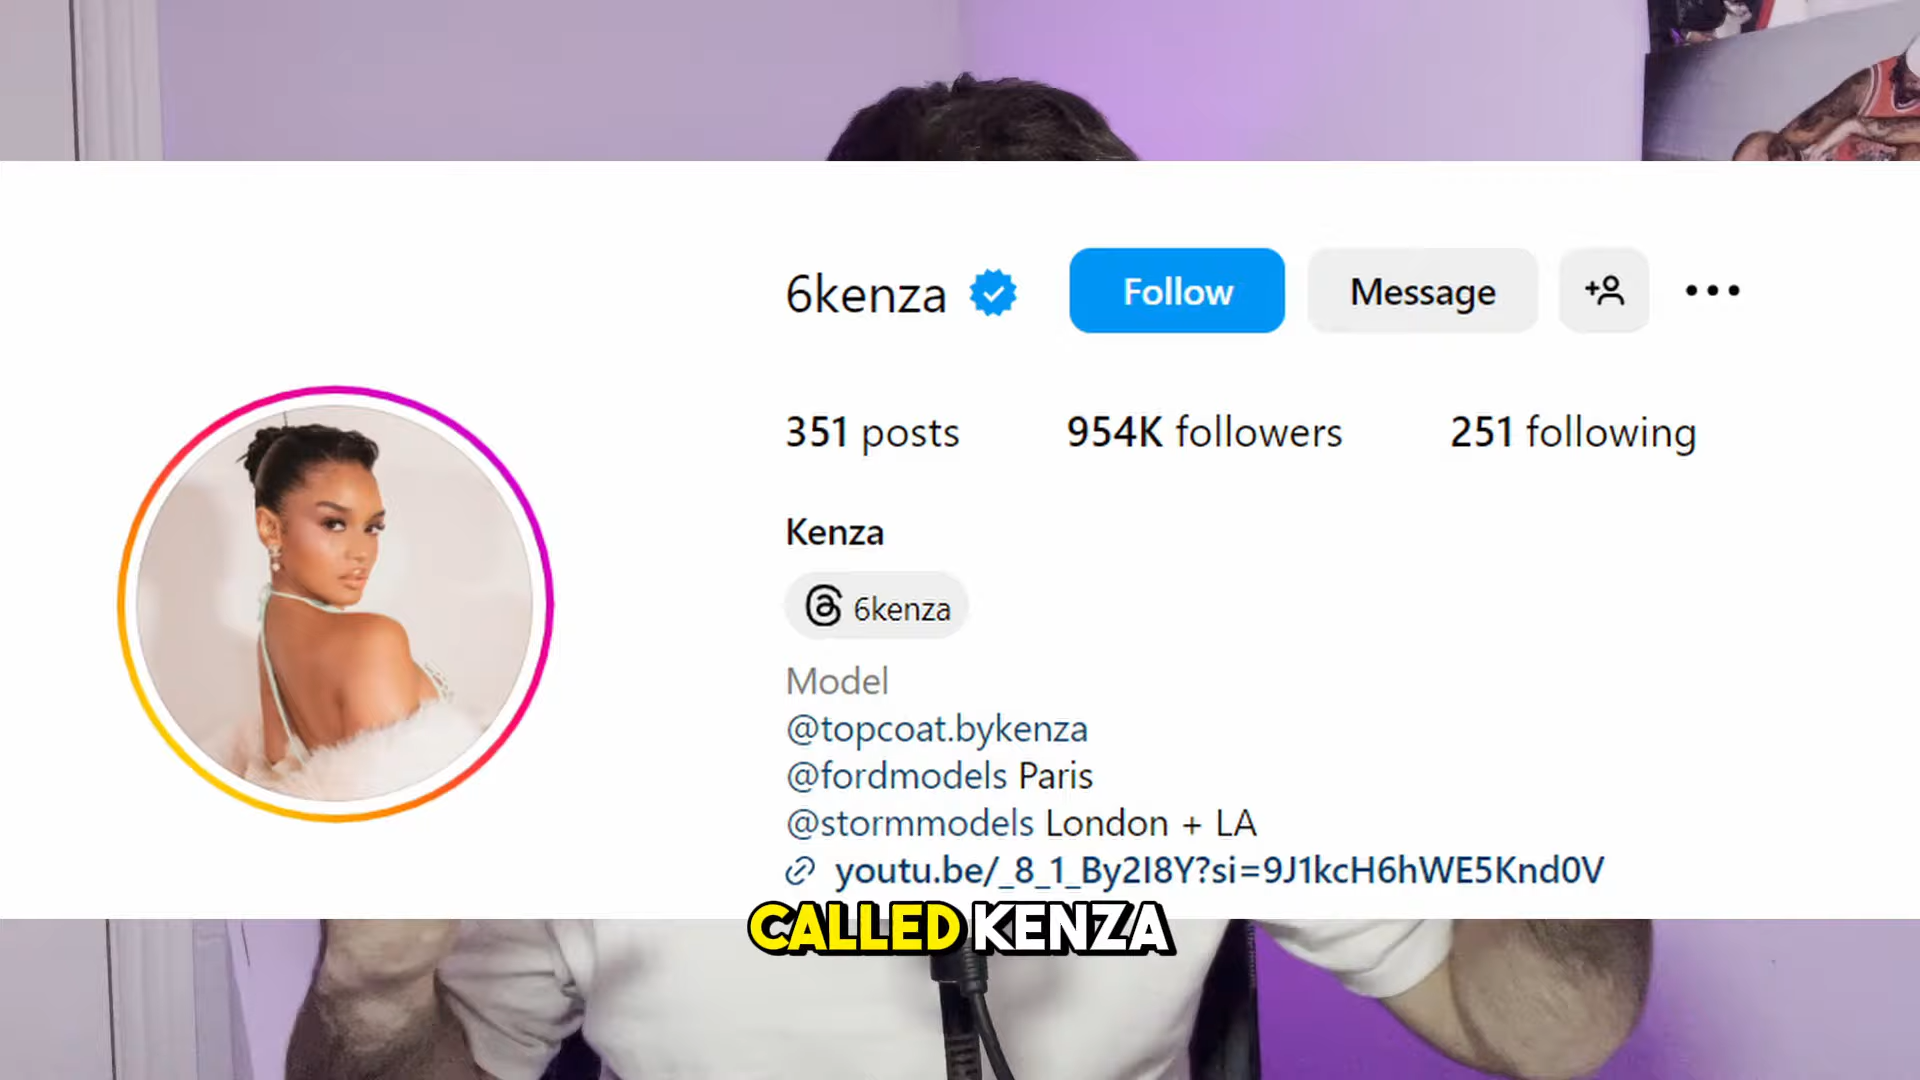 6kenza Follow Message
351 posts 954K followers 251 following
Kenza
6kenza
Model
@topcoat.bykenza
@fordmodels Paris
@stormmodels London + LA
youtu.be/_8_1_By2I8Y?si=9J1kcH6hWE5Knd0V
CALLED KENZA